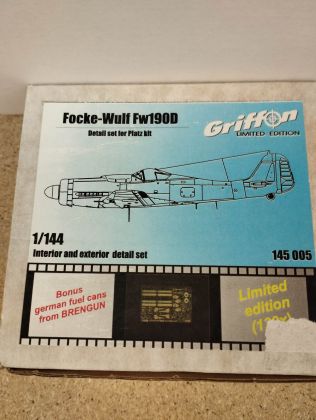 Focke-Wulf Fw190D
Detail set for Platz kit
Griffon
LIMITED EDITION
1/144
Interior and exterior detail set
145 005
Bonus
german fuel cans
from BRENGUN
Limited
edition